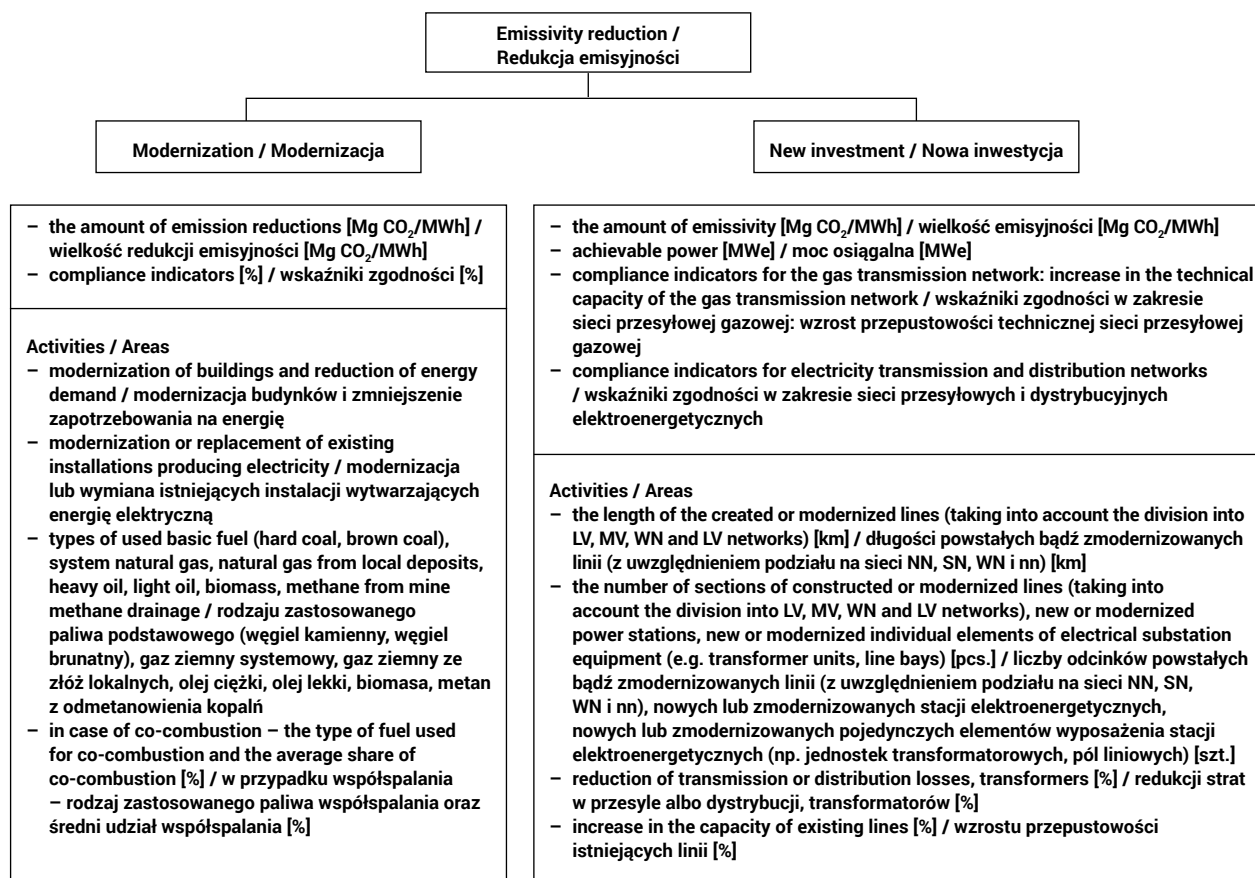 Emissivity reduction /
Redukcja emisyjności
Modernization / Modernizacja
New investment / Nowa inwestycja
– the amount of emission reductions [Mg CO₂/MWh] /
wielkość redukcji emisyjności [Mg CO₂/MWh]
– compliance indicators [%] / wskaźniki zgodności [%]
Activities / Areas
– modernization of buildings and reduction of energy
demand / modernizacja budynków i zmniejszenie
zapotrzebowania na energię
– modernization or replacement of existing
installations producing electricity / modernizacja
lub wymiana istniejących instalacji wytwarzających
energię elektryczną
– types of used basic fuel (hard coal, brown coal),
system natural gas, natural gas from local deposits,
heavy oil, light oil, biomass, methane from mine
methane drainage / rodzaju zastosowanego
paliwa podstawowego (węgiel kamienny, węgiel
brunatny), gaz ziemny systemowy, gaz ziemny ze
złóż lokalnych, olej ciężki, olej lekki, biomasa, metan
z odmetanowienia kopalń
– in case of co-combustion – the type of fuel used
for co-combustion and the average share of
co-combustion [%] / w przypadku współspalania
– rodzaj zastosowanego paliwa współspalania oraz
średni udział współspalania [%]
– the amount of emissivity [Mg CO₂/MWh] / wielkość emisyjności [Mg CO₂/MWh]
– achievable power [MWe] / moc osiągalna [MWe]
– compliance indicators for the gas transmission network: increase in the technical
capacity of the gas transmission network / wskaźniki zgodności w zakresie
sieci przesyłowej gazowej: wzrost przepustowości technicznej sieci przesyłowej
gazowej
– compliance indicators for electricity transmission and distribution networks
/ wskaźniki zgodności w zakresie sieci przesyłowych i dystrybucyjnych
elektroenergetycznych
Activities / Areas
– the length of the created or modernized lines (taking into account the division into
LV, MV, WN and LV networks) [km] / długości powstałych bądź zmodernizowanych
linii (z uwzględnieniem podziału na sieci NN, SN, WN i nn) [km]
– the number of sections of constructed or modernized lines (taking into
account the division into LV, MV, WN and LV networks), new or modernized
power stations, new or modernized individual elements of electrical substation
equipment (e.g. transformer units, line bays) [pcs.] / liczby odcinków powstałych
bądź zmodernizowanych linii (z uwzględnieniem podziału na sieci NN, SN,
WN i nn), nowych lub zmodernizowanych stacji elektroenergetycznych,
nowych lub zmodernizowanych pojedynczych elementów wyposażenia stacji
elektroenergetycznych (np. jednostek transformatorowych, pól liniowych) [szt.]
– reduction of transmission or distribution losses, transformers [%] / redukcji strat
w przesyle albo dystrybucji, transformatorów [%]
– increase in the capacity of existing lines [%] / wzrostu przepustowości
istniejących linii [%]